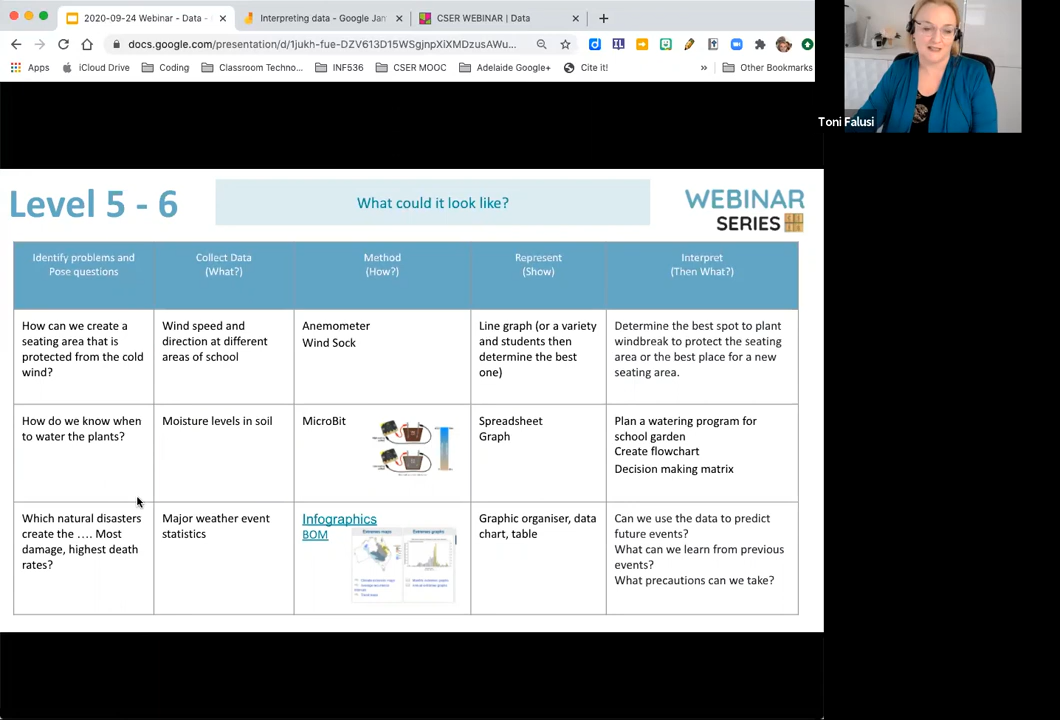 2020-09-24 Webinar - Data -
Interpreting data - Google Jam
CSER WEBINAR | Data
docs.google.com/presentation/d/1jukh-fue-DZV613D15WSgjnpXiXMDzusAWu...
Apps
iCloud Drive
Coding
Classroom Techno...
INF536
CSER MOOC
Adelaide Google+
Cite it!
»
Other Bookmarks
Toni Falusi
Level 5 - 6
What could it look like?
WEBINAR
SERIES
Identify problems and
Pose questions
Collect Data
(What?)
Method
(How?)
Represent
(Show)
Interpret
(Then What?)
How can we create a
seating area that is
protected from the cold
wind?
Wind speed and
direction at different
areas of school
Anemometer
Wind Sock
Line graph (or a variety
and students then
determine the best
one)
Determine the best spot to plant
windbreak to protect the seating
area or the best place for a new
seating area.
How do we know when
to water the plants?
Moisture levels in soil
MicroBit
Spreadsheet
Graph
Plan a watering program for
school garden
Create flowchart
Decision making matrix
Which natural disasters
create the .... Most
damage, highest death
rates?
Major weather event
statistics
Infographics
BOM
Extremes maps
Extremes graphs
Graphic organiser, data
chart, table
Can we use the data to predict
future events?
What can we learn from previous
events?
What precautions can we take?